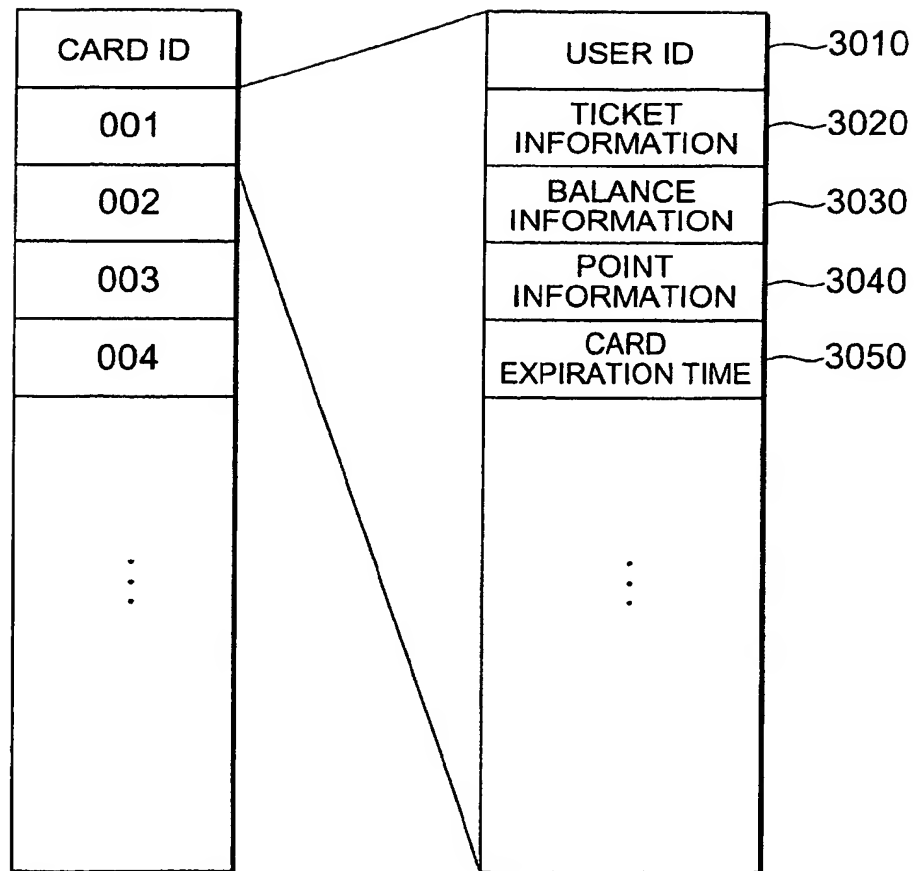 CARD ID
001
002
003
004
USER ID
3010
TICKET
INFORMATION
3020
BALANCE
INFORMATION
3030
POINT
INFORMATION
3040
CARD
EXPIRATION TIME
3050